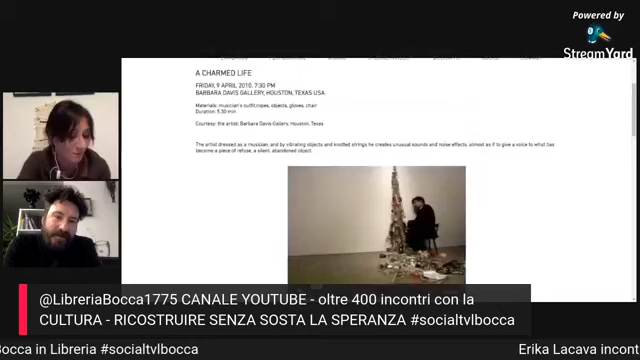 Powered by
StreamYard
A CHARMED LIFE
FRIDAY, 9 APRIL 2010, 7:30 PM
BARBARA DAVIS GALLERY, HOUSTON, TEXAS USA
Materials: musician's outfit,ropes, objects, gloves, chair
Duration: 5.30 min
Courtesy: the artist; Barbara Davis Gallery, Houston, Texas
The artist dressed as a musician, and by vibrating objects and knotted strings he creates unusual sounds and noise effects, almost as if to give a voice to what has
become a piece of refuse, a silent, abandoned object.
@LibreriaBocca1775 CANALE YOUTUBE - oltre 400 incontri con la
CULTURA - RICOSTRUIRE SENZA SOSTA LA SPERANZA #socialtvlbocca
Bocca in Libreria #socialtvlbocca
Erika Lacava incont